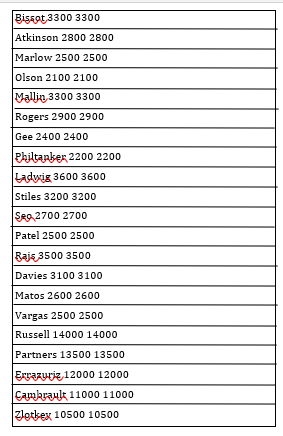 Bissot 3300 3300
Atkinson 2800 2800
Marlow 2500 2500
Olson 2100 2100
Mallin 3300 3300
Rogers 2900 2900
Gee 2400 2400
Philtanker 2200 2200
Ladwig 3600 3600
Stiles 3200 3200
Seo 2700 2700
Patel 2500 2500
Rajs 3500 3500
Davies 3100 3100
Matos 2600 2600
Vargas 2500 2500
Russell 14000 14000
Partners 13500 13500
Errazuriz 12000 12000
Cambrault 11000 11000
Zlotkey 10500 10500